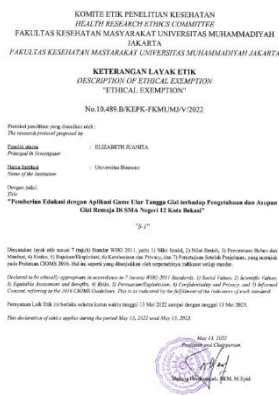 KOMITE ETIK PENELITIAN KESEHATAN
HEALTH RESEARCH ETHICS COMMITTEE
FAKULTAS KESEHATAN MASYARAKAT UNIVERSITAS MUHAMMADIYAH
JAKARTA
FAKULTAS KESEHATAN MASYARAKAT UNIVERSITAS MUHAMMADIYAH JAKARTA
KETERANGAN LAYAK ETIK
DESCRIPTION OF ETHICAL EXEMPTION
"ETHICAL EXEMPTION"
No.10.489.B/KEPK-FKMUMJ/V/2022
Protokol penelitian yang diusulkan oleh :
The research protocol proposed by
Peneliti utama : ELIZABETH JUANITA
Principal In Investigator
Nama Institusi : Universitas Binawan
Name of the Institution
Dengan judul:
Title
"Pemberian Edukasi dengan Aplikasi Game Ular Tangga Gizi terhadap Pengetahuan dan Asupan
Gizi Remaja Di SMA Negeri 12 Kota Bekasi"
"S-1"
Dinyatakan layak etik sesuai 7 (tujuh) Standar WHO 2011, yaitu 1) Nilai Sosial, 2) Nilai Ilmiah, 3) Pemerataan Beban dan
Manfaat, 4) Risiko, 5) Bujukan/Eksploitasi, 6) Kerahasiaan dan Privacy, dan 7) Persetujuan Setelah Penjelasan, yang merujuk
pada Pedoman CIOMS 2016. Hal ini seperti yang ditunjukkan oleh terpenuhinya indikator setiap standar.
Declared to be ethically appropriate in accordance to 7 (seven) WHO 2011 Standards, 1) Social Values, 2) Scientific Values,
3) Equitable Assessment and Benefits, 4) Risks, 5) Persuasion/Exploitation, 6) Confidentiality and Privacy, and 7) Informed
Concent, referring to the 2016 CIOMS Guidelines. This is as indicated by the fulfillment of the indicators of each standard.
Pernyataan Laik Etik ini berlaku selama kurun waktu tanggal 13 Mei 2022 sampai dengan tanggal 13 Mei 2023.
This declaration of ethics applies during the period May 13, 2022 until May 13, 2023.
May 13, 2022
Professor and Chairperson,
SKM, M.Epid.